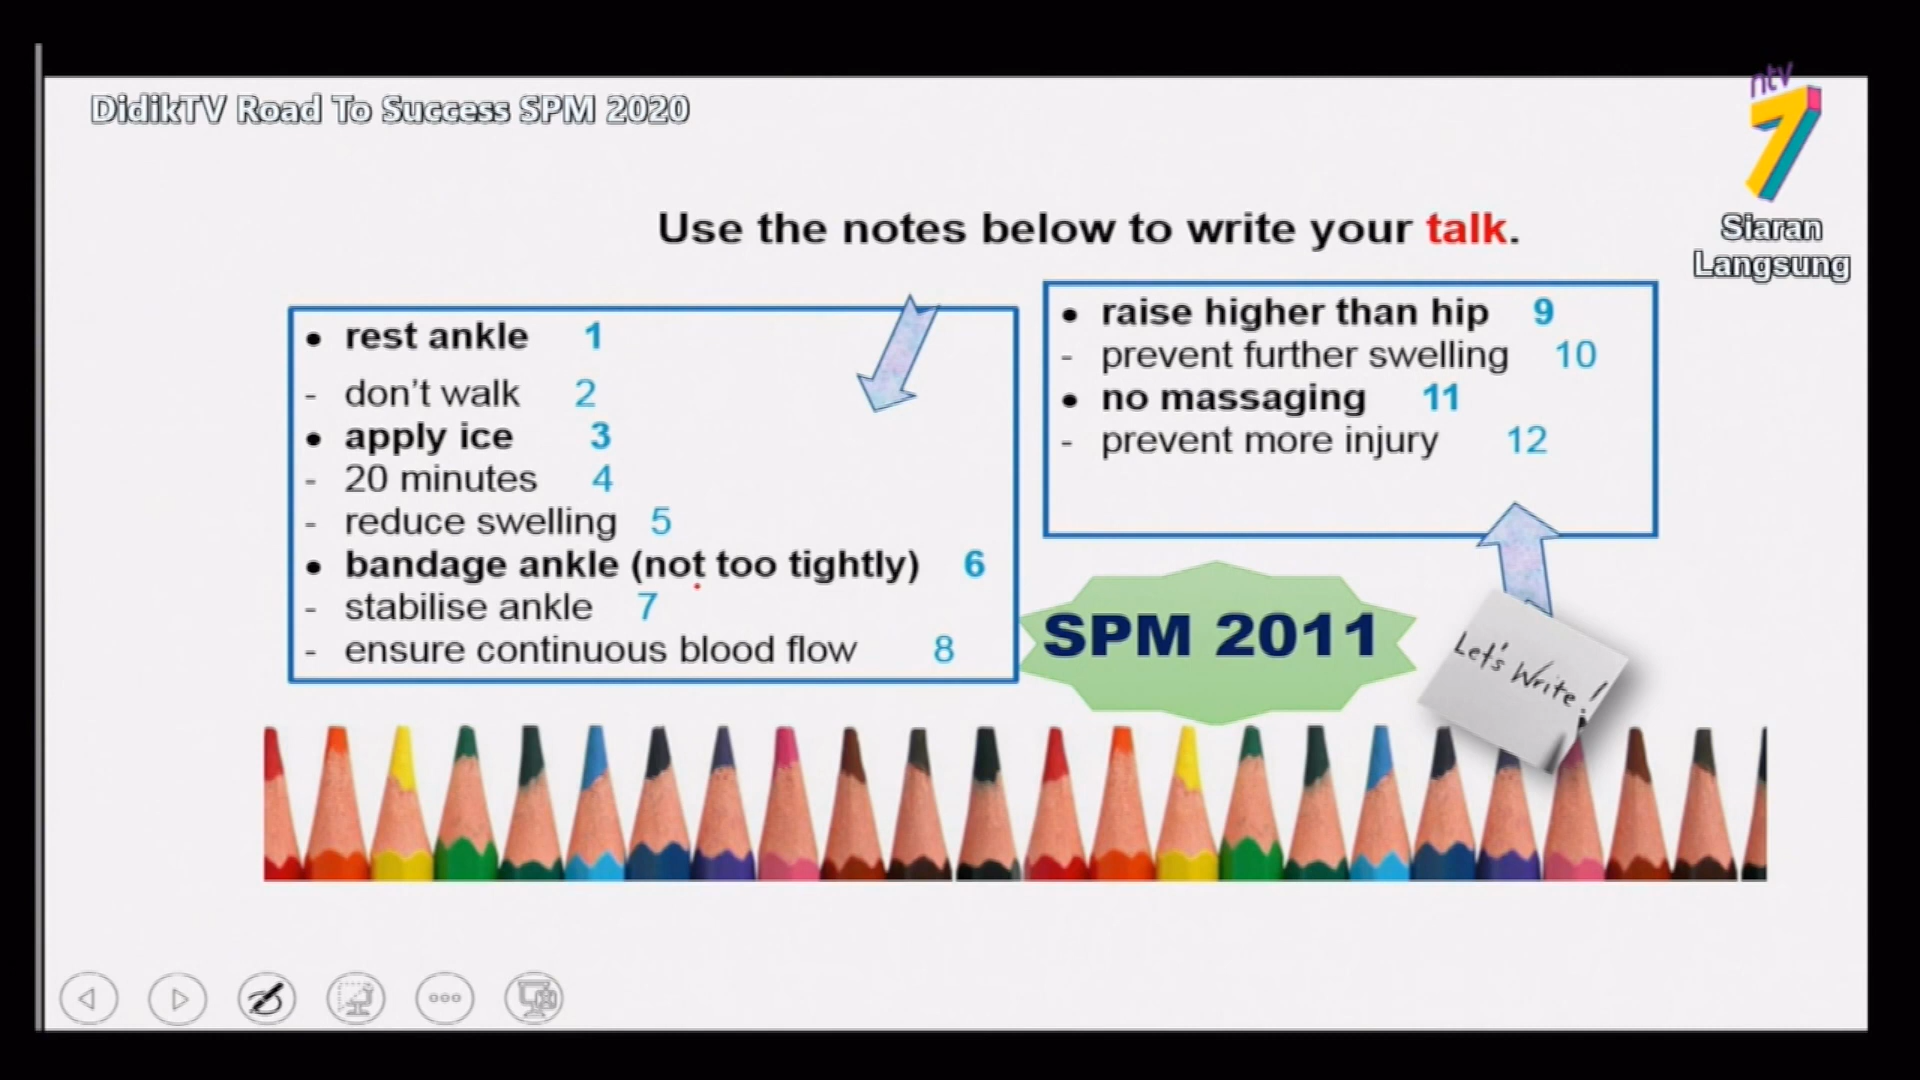 DidikTV Road To Success SPM 2020
ntv
7
Siaran
Langsung
Use the notes below to write your talk.
• rest ankle 1
- don't walk 2
• apply ice 3
- 20 minutes 4
- reduce swelling 5
• bandage ankle (not too tightly) 6
- stabilise ankle 7
- ensure continuous blood flow 8
• raise higher than hip 9
- prevent further swelling 10
• no massaging 11
- prevent more injury 12
SPM 2011
Let's Write!